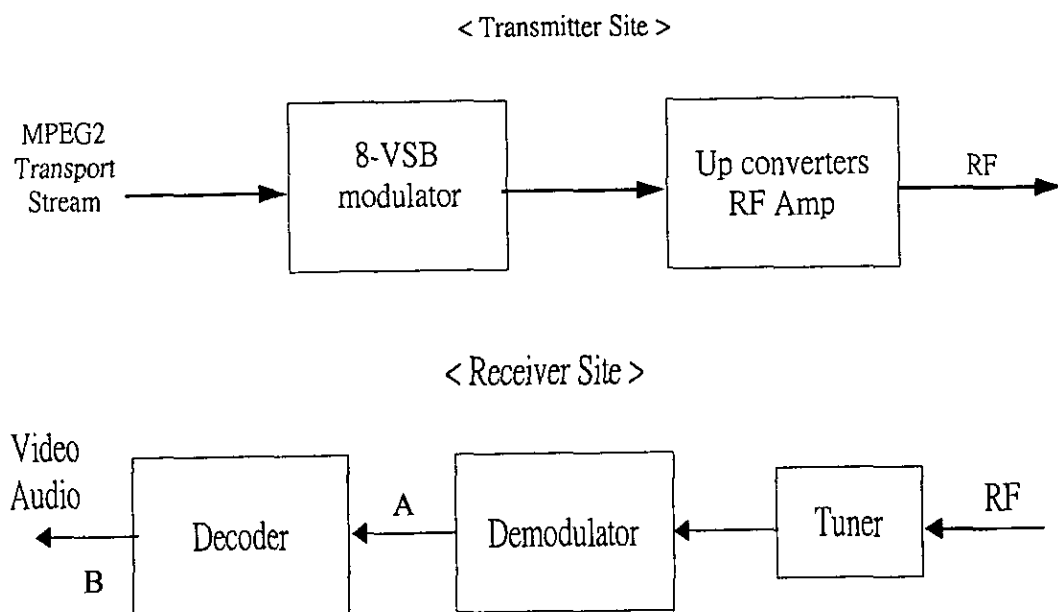 < Transmitter Site >
MPEG2
Transport
Stream
8-VSB
modulator
Up converters
RF Amp
RF
< Receiver Site >
Video
Audio
B
Decoder
A
Demodulator
Tuner
RF